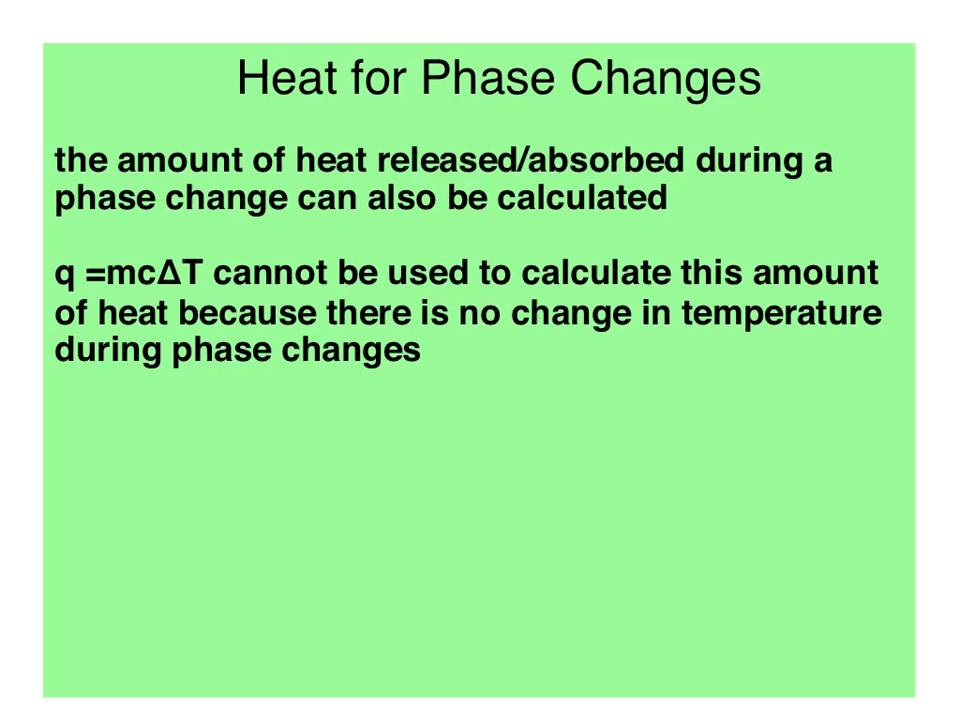 Heat for Phase Changes
the amount of heat released/absorbed during a
phase change can also be calculated
q =mcΔT cannot be used to calculate this amount
of heat because there is no change in temperature
during phase changes